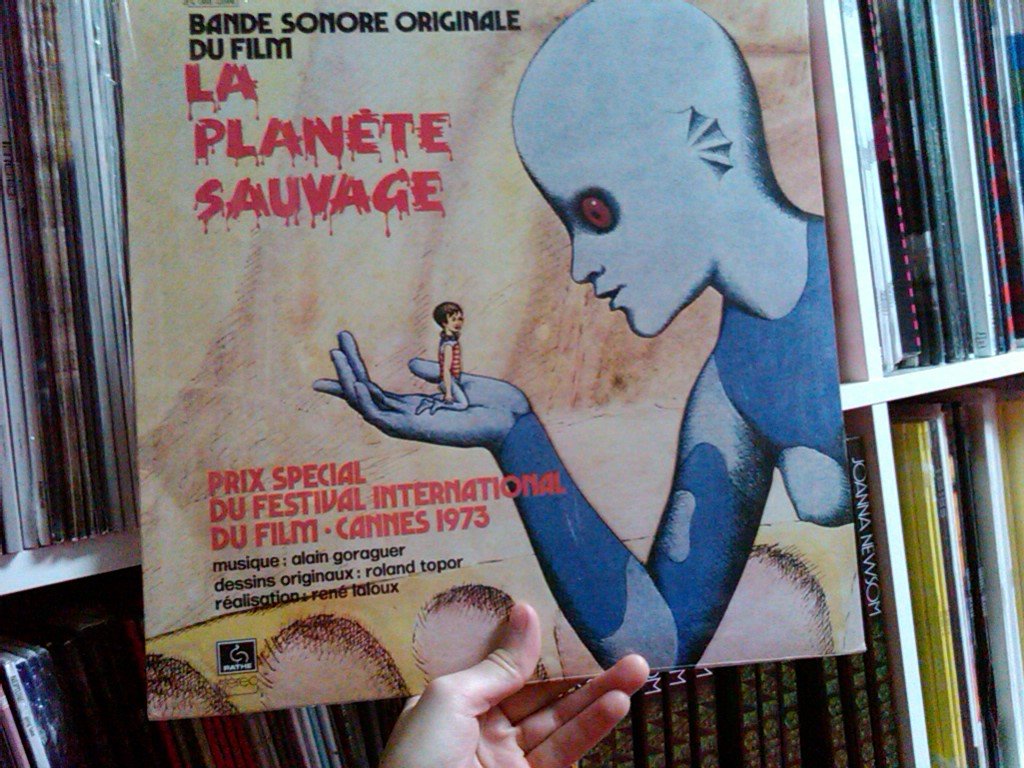 BANDE SONORE ORIGINALE
DU FILM
LA
PLANÈTE
SAUVAGE
PRIX SPECIAL
DU FESTIVAL INTERNATIONAL
DU FILM · CANNES 1973
musique : alain goraguer
dessins originaux : roland topor
réalisation : rené laloux
PATHÉ
JOANNA NEWSOM